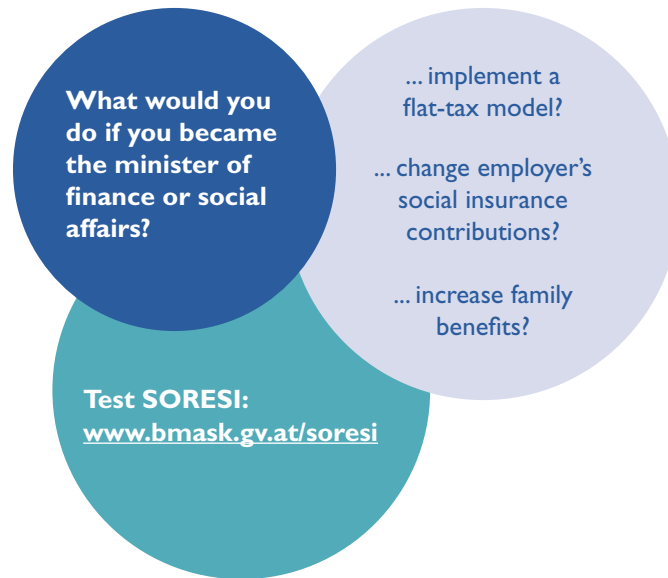 What would you
do if you became
the minister of
finance or social
affairs?
... implement a
flat-tax model?
... change employer's
social insurance
contributions?
... increase family
benefits?
Test SORESI:
www.bmask.gv.at/soresi